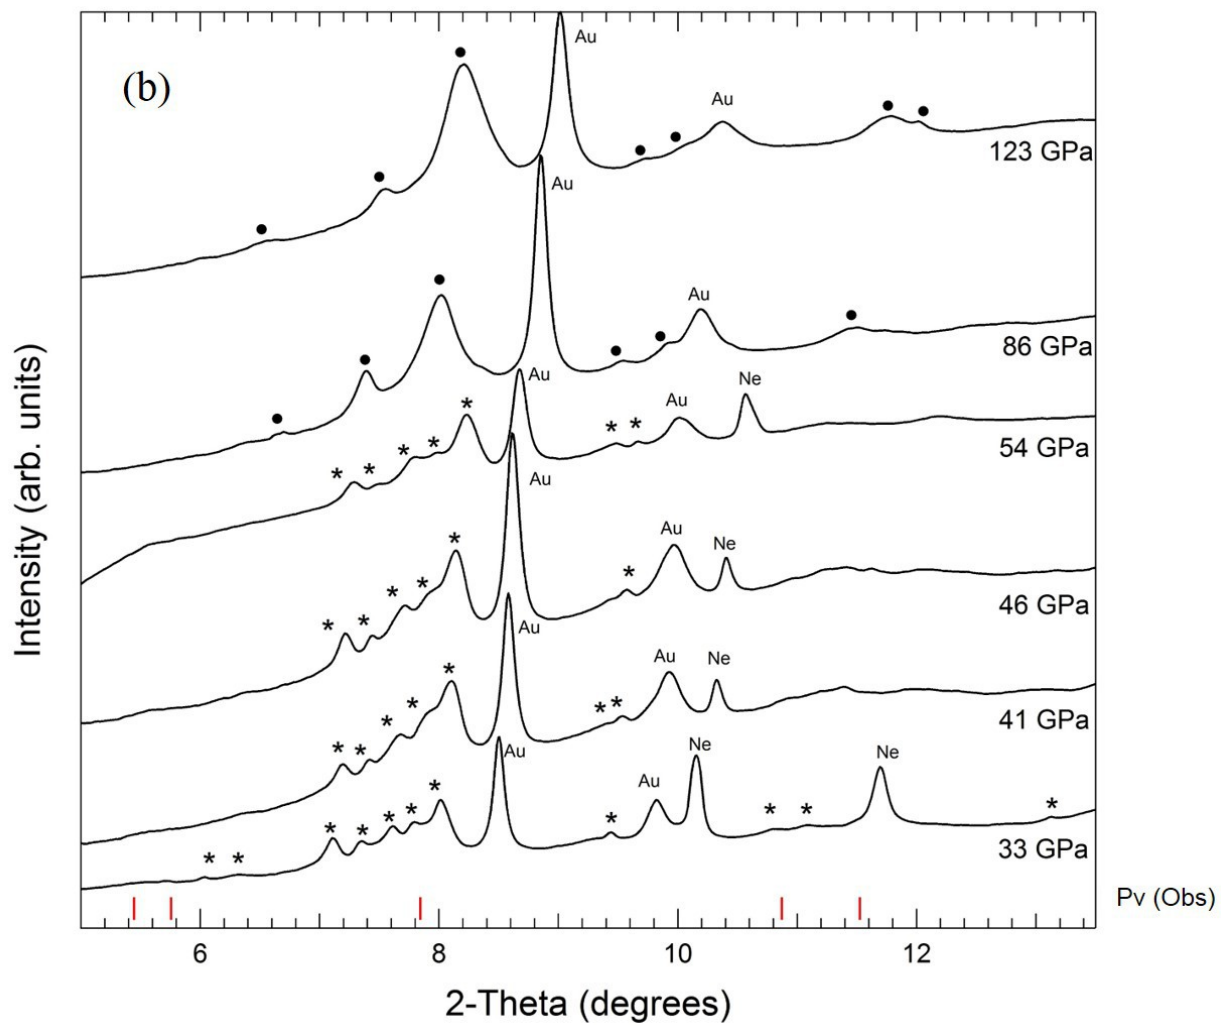 Au
(b)
Au
123 GPa
Au
Au
86 GPa
Au
Ne
Au
54 GPa
Au
Au
Ne
46 GPa
Au
Au
Ne
41 GPa
Au
Ne
Ne
Au
33 GPa
Pv (Obs)
6 8 10 12
2-Theta (degrees)
Intensity (arb. units)